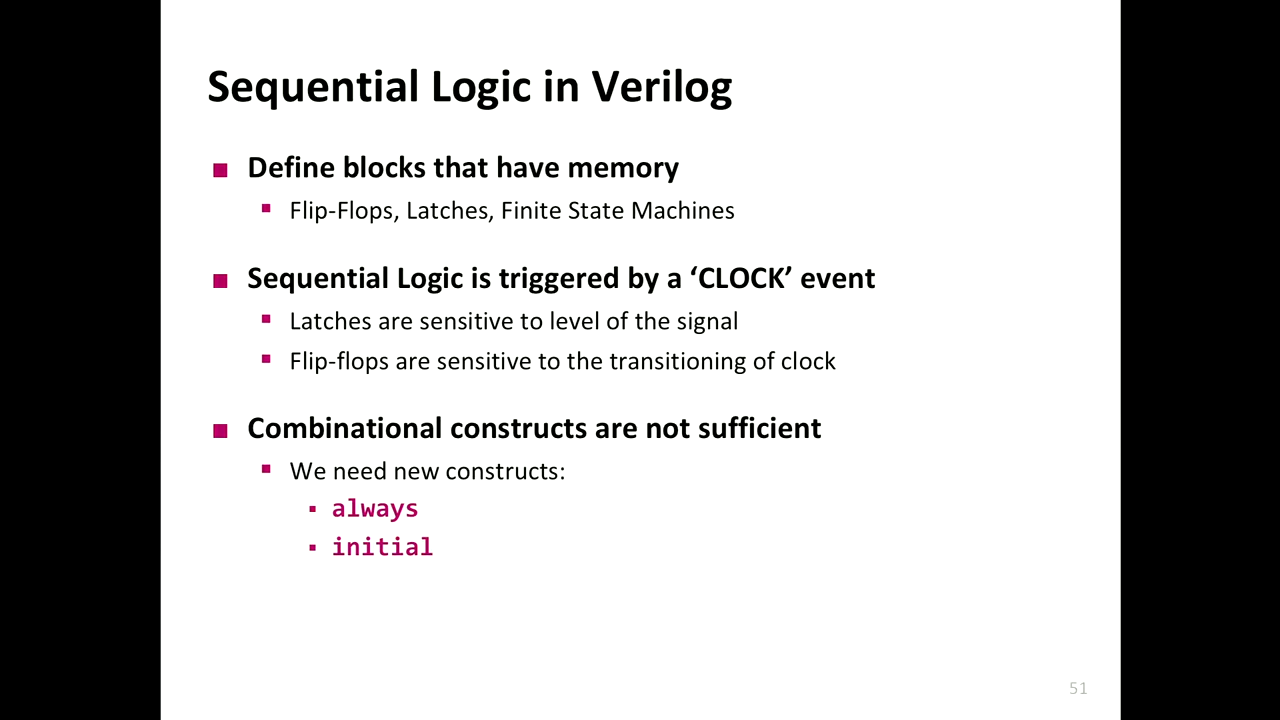 Sequential Logic in Verilog
Define blocks that have memory
Flip-Flops, Latches, Finite State Machines
Sequential Logic is triggered by a ‘CLOCK’ event
Latches are sensitive to level of the signal
Flip-flops are sensitive to the transitioning of clock
Combinational constructs are not sufficient
We need new constructs:
always
initial
51